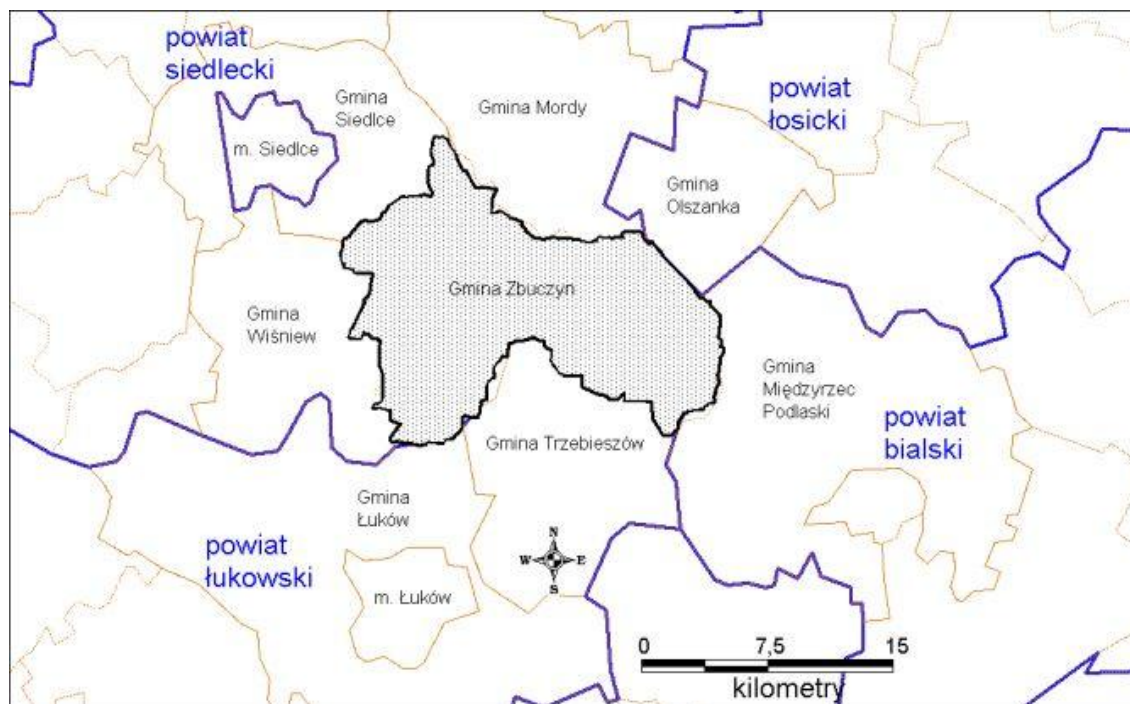 powiat
siedlecki
Gmina
Siedlce
m. Siedlce
Gmina Mordy
powiat
łosicki
Gmina
Olszanka
Gmina Zbuczyn
Gmina
Wiśniew
Gmina
Międzyrzec
Podlaski
powiat
bialski
Gmina Trzebieszów
Gmina
Łuków
powiat
łukowski
m. Łuków
N
W
E
S
0 7,5 15
kilometry